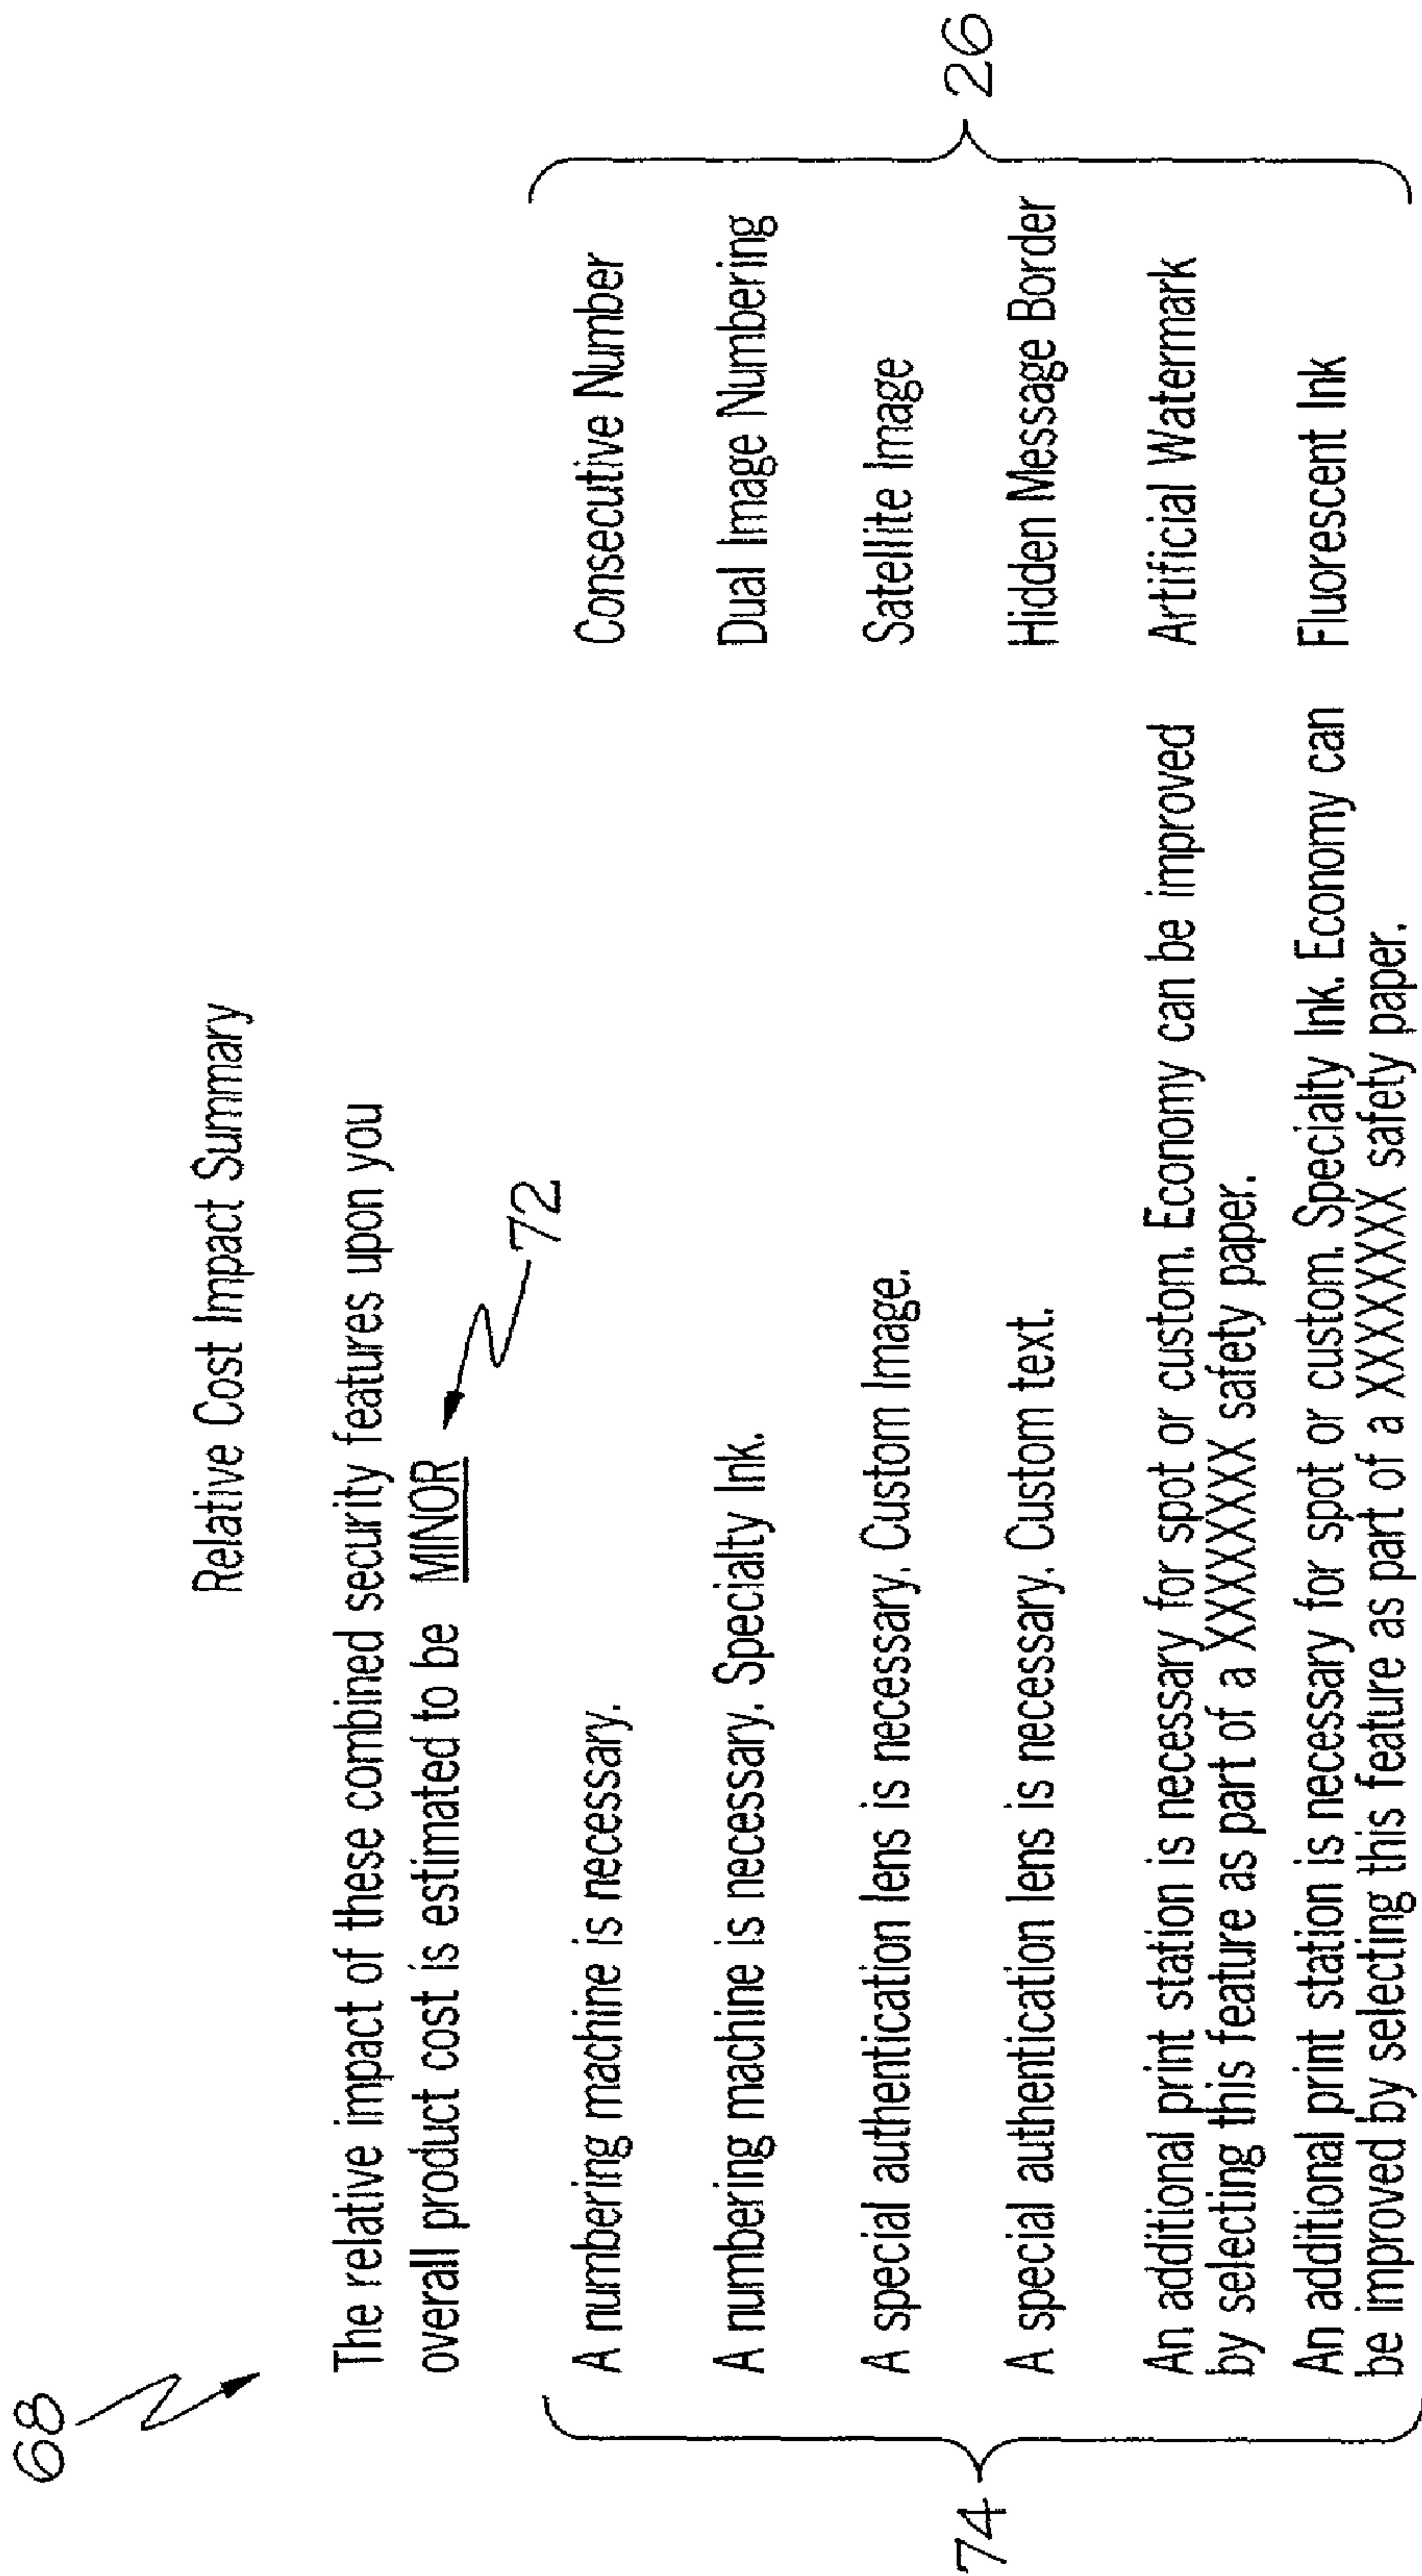 68
Relative Cost Impact Summary
The relative impact of these combined security features upon you
overall product cost is estimated to be MINOR
72
A numbering machine is necessary. Consecutive Number
A numbering machine is necessary. Specialty Ink. Dual Image Numbering
A special authentication lens is necessary. Custom Image. Satellite Image
A special authentication lens is necessary. Custom text. Hidden Message Border
An additional print station is necessary for spot or custom. Economy can be improved Artificial Watermark
by selecting this feature as part of a XXXXXXXX safety paper.
An additional print station is necessary for spot or custom. Specialty Ink. Economy can Fluorescent Ink
be improved by selecting this feature as part of a XXXXXXXX safety paper.
74
26